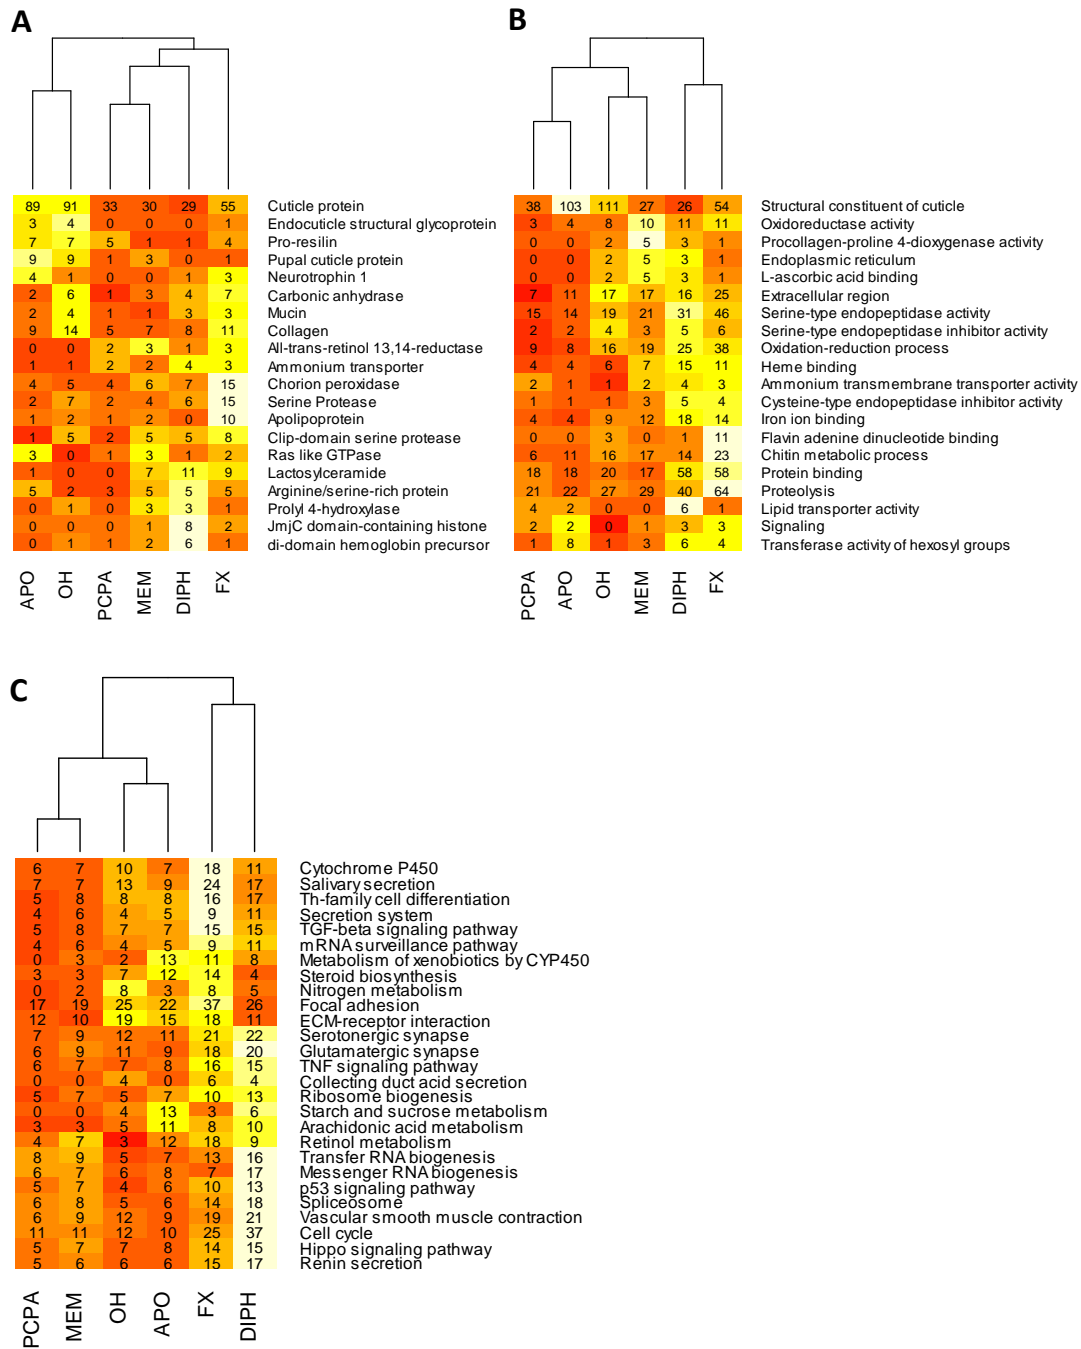 A
89 91 33 30 29 55 Cuticle protein
3 4 0 0 0 1 Endocuticle structural glycoprotein
7 7 5 1 1 4 Pro-resilin
9 9 1 3 0 1 Pupal cuticle protein
4 1 0 0 1 3 Neurotrophin 1
2 6 1 3 4 7 Carbonic anhydrase
2 4 1 1 3 3 Mucin
9 14 5 7 8 11 Collagen
0 0 2 3 1 3 All-trans-retinol 13,14-reductase
1 1 2 2 4 3 Ammonium transporter
4 5 4 6 7 15 Chorion peroxidase
2 7 2 4 6 15 Serine Protease
1 2 1 2 0 10 Apolipoprotein
1 5 2 5 5 8 Clip-domain serine protease
3 0 1 3 1 2 Ras like GTPase
1 0 0 7 11 9 Lactosylceramide
5 2 3 5 5 5 Arginine/serine-rich protein
0 1 0 3 3 1 Prolyl 4-hydroxylase
0 0 0 1 8 2 JmjC domain-containing histone
0 1 1 2 6 1 di-domain hemoglobin precursor
APO OH PCPA MEM DIPH FX
B
38 103 111 27 26 54 Structural constituent of cuticle
3 4 8 10 11 11 Oxidoreductase activity
0 0 2 5 3 1 Procollagen-proline 4-dioxygenase activity
0 0 2 5 3 1 Endoplasmic reticulum
0 0 2 5 3 1 L-ascorbic acid binding
7 11 17 17 16 25 Extracellular region
15 14 19 21 31 46 Serine-type endopeptidase activity
2 2 4 3 5 6 Serine-type endopeptidase inhibitor activity
9 8 16 19 25 38 Oxidation-reduction process
4 4 6 7 15 11 Heme binding
2 1 1 2 4 3 Ammonium transmembrane transporter activity
1 1 1 3 5 4 Cysteine-type endopeptidase inhibitor activity
4 4 9 12 18 14 Iron ion binding
0 0 3 0 1 11 Flavin adenine dinucleotide binding
6 11 16 17 14 23 Chitin metabolic process
18 18 20 17 58 58 Protein binding
21 22 27 29 40 64 Proteolysis
4 2 0 0 6 1 Lipid transporter activity
2 2 0 1 3 3 Signaling
1 8 1 3 6 4 Transferase activity of hexosyl groups
PCPA APO OH MEM DIPH FX
C
6 7 10 7 18 11 Cytochrome P450
7 7 13 9 24 17 Salivary secretion
5 8 8 8 16 17 Th-family cell differentiation
4 6 4 5 9 11 Secretion system
5 8 7 7 15 15 TGF-beta signaling pathway
4 6 4 5 9 11 mRNA surveillance pathway
0 3 2 13 11 8 Metabolism of xenobiotics by CYP450
3 3 7 12 14 4 Steroid biosynthesis
0 2 8 3 8 5 Nitrogen metabolism
17 19 25 22 37 26 Focal adhesion
12 10 19 15 18 11 ECM-receptor interaction
7 9 12 11 21 22 Serotonergic synapse
6 9 11 9 18 20 Glutamatergic synapse
6 7 7 8 16 15 TNF signaling pathway
0 0 4 0 6 4 Collecting duct acid secretion
5 7 5 7 10 13 Ribosome biogenesis
0 0 4 13 3 6 Starch and sucrose metabolism
3 3 5 11 8 10 Arachidonic acid metabolism
4 7 3 12 18 9 Retinol metabolism
8 9 5 7 13 16 Transfer RNA biogenesis
6 7 6 8 7 17 Messenger RNA biogenesis
5 7 4 6 10 13 p53 signaling pathway
6 8 5 6 14 18 Spliceosome
6 9 12 9 19 21 Vascular smooth muscle contraction
11 11 12 10 25 37 Cell cycle
5 7 7 8 14 15 Hippo signaling pathway
5 6 6 6 15 17 Renin secretion
PCPA MEM OH APO FX DIPH